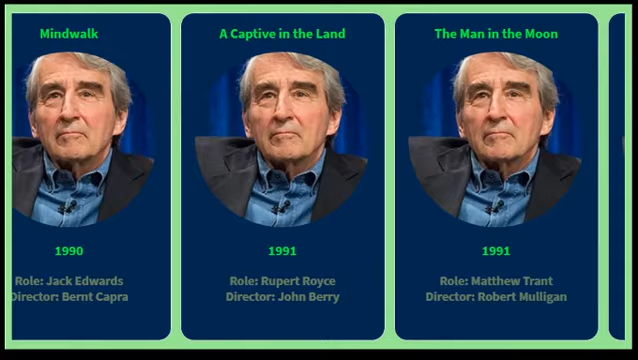 Mindwalk
1990
Role: Jack Edwards
Director: Bernt Capra
A Captive in the Land
1991
Role: Rupert Royce
Director: John Berry
The Man in the Moon
1991
Role: Matthew Trant
Director: Robert Mulligan